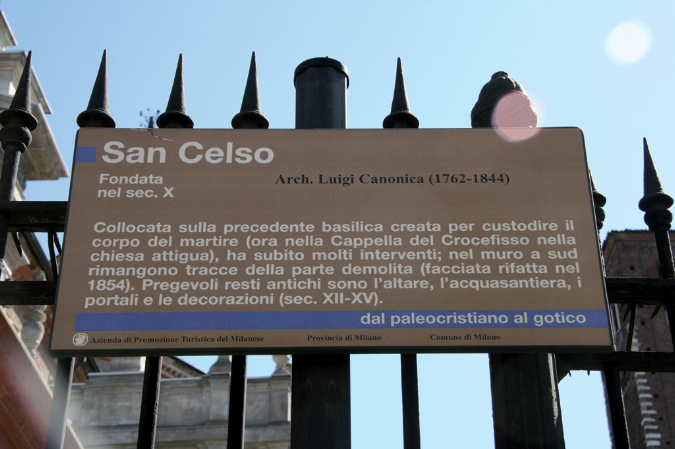 San Celso
Fondata
nel sec. X
Arch. Luigi Canonica (1762-1844)
Collocata sulla precedente basilica creata per custodire il
corpo del martire (ora nella Cappella del Crocefisso nella
chiesa attigua), ha subito molti interventi; nel muro a sud
rimangono tracce della parte demolita (facciata rifatta nel
1854). Pregevoli resti antichi sono l'altare, l'acquasantiera, i
portali e le decorazioni (sec. XII-XV).
dal paleocristiano al gotico
Azienda di Promozione Turistica del Milanese Provincia di Milano Comune di Milano